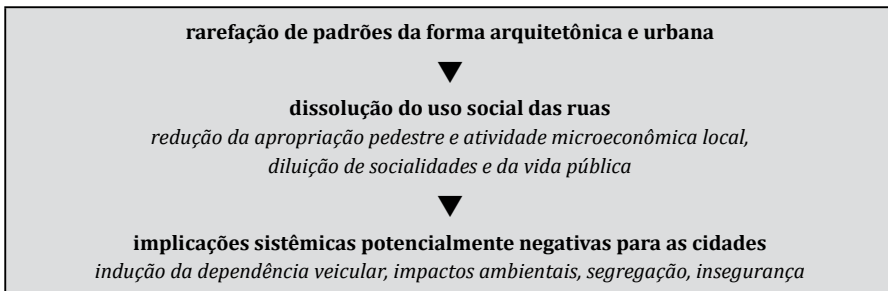 rarefação de padrões da forma arquitetônica e urbana
dissolução do uso social das ruas
redução da apropriação pedestre e atividade microeconômica local,
diluição de socialidades e da vida pública
implicações sistêmicas potencialmente negativas para as cidades
indução da dependência veicular, impactos ambientais, segregação, insegurança